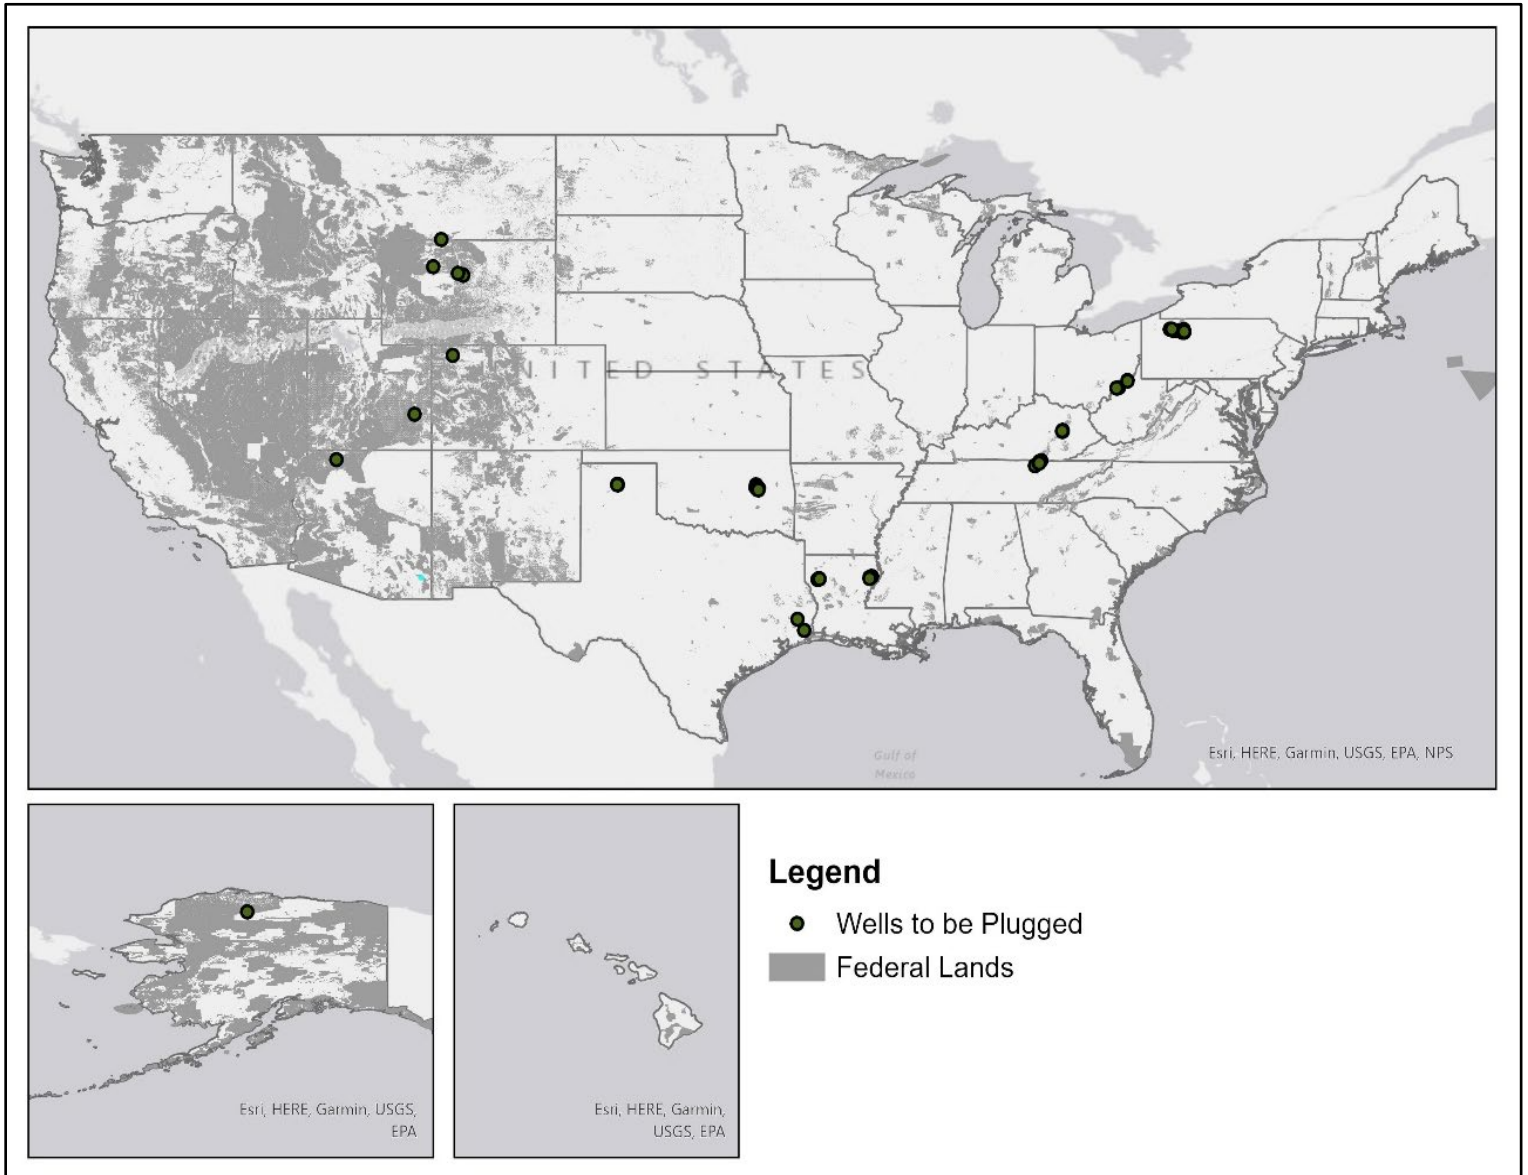 UNITED STATES
Gulf of
Mexico
Esri, HERE, Garmin, USGS, EPA, NPS
Esri, HERE, Garmin, USGS,
EPA
Esri, HERE, Garmin,
USGS, EPA
Legend
Wells to be Plugged
Federal Lands